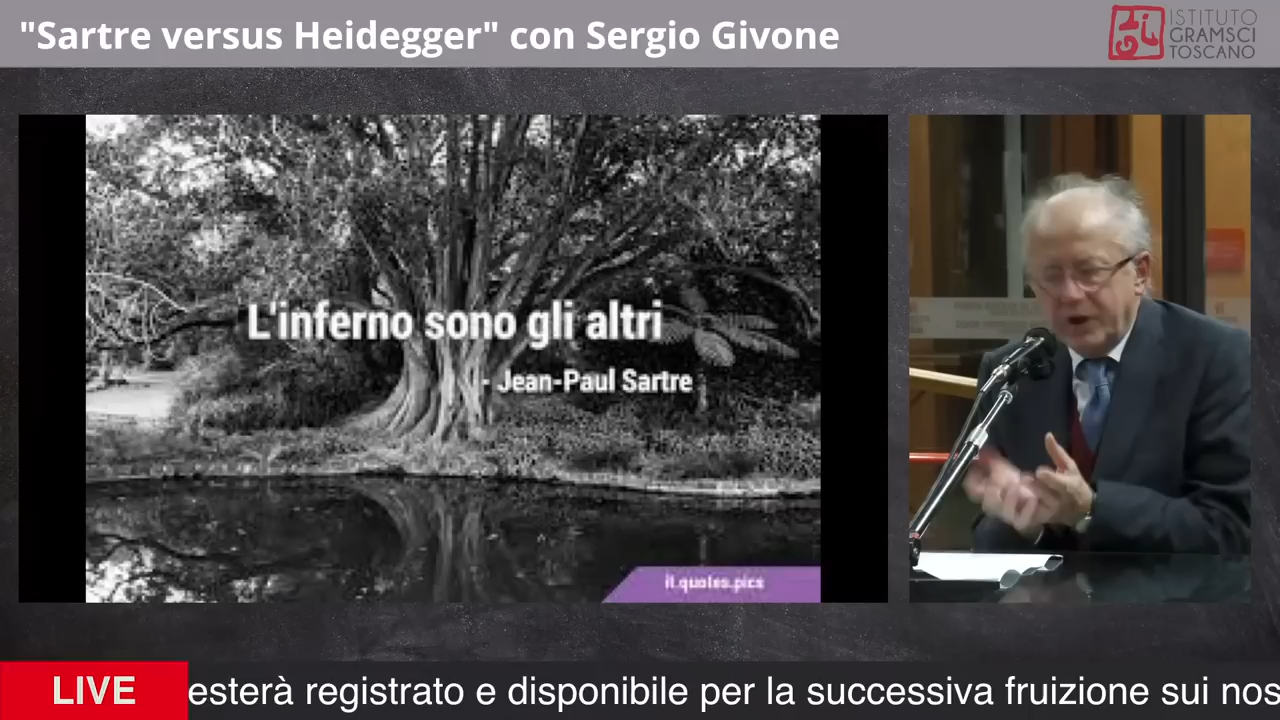 "Sartre versus Heidegger" con Sergio Givone
ISTITUTO
GRAMSCI
TOSCANO
L'inferno sono gli altri
- Jean-Paul Sartre
it.quotes.pics
LIVE
esterà registrato e disponibile per la successiva fruizione sui nos